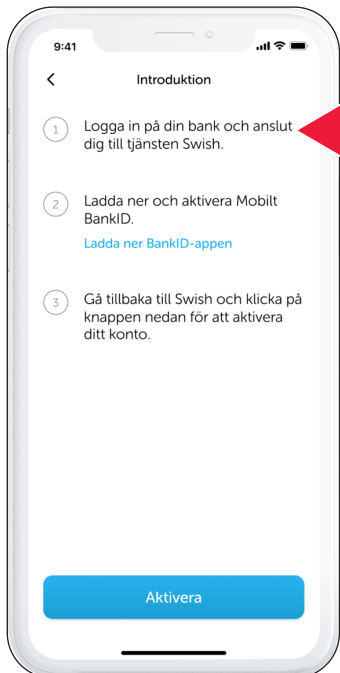 9:41
Introduktion
1
Logga in på din bank och anslut
dig till tjänsten Swish.
2
Ladda ner och aktivera Mobilt
BankID.
Ladda ner BankID-appen
3
Gå tillbaka till Swish och klicka på
knappen nedan för att aktivera
ditt konto.
Aktivera